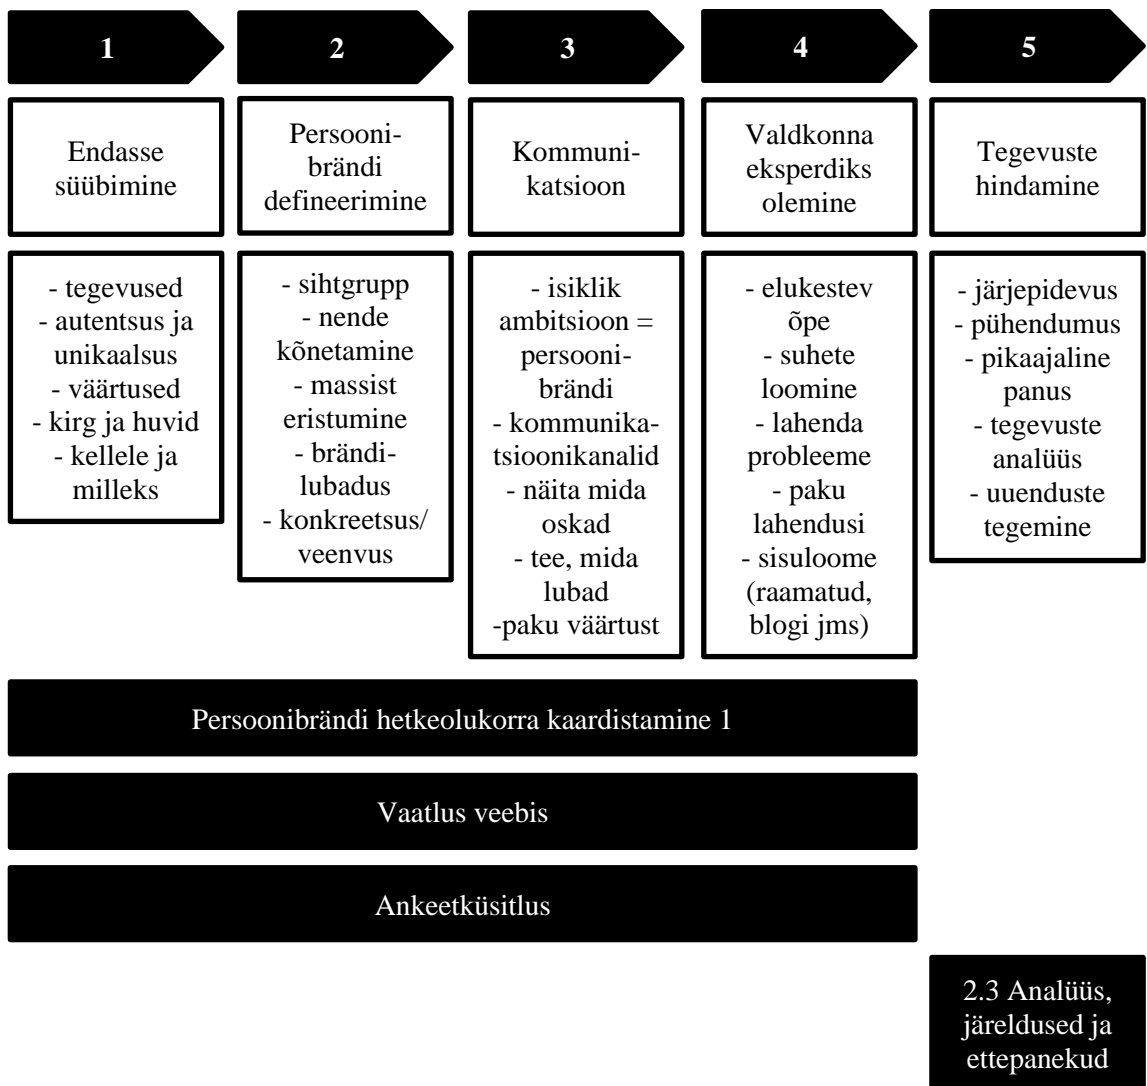 1
2
3
4
5
Endasse
süübimine
Persooni-
brändi
defineerimine
Kommuni-
katsioon
Valdkonna
eksperdiks
olemine
Tegevuste
hindamine
- tegevused
- autentsus ja
unikaalsus
- väärtused
- kirg ja huvid
- kellele ja
milleks
- sihtgrupp
- nende
kõnetamine
- massist
eristumine
- brändi-
lubadus
- konkreetsus/
veenvus
- isiklik
ambitsioon =
persooni-
brändi
- kommunika-
tsioonikanalid
- näita mida
oskad
- tee, mida
lubad
-paku väärtust
- elukestev
õpe
- suhete
loomine
- lahenda
probleeme
- paku
lahendusi
- sisuloome
(raamatud,
blogi jms)
- järjepidevus
- pühendumus
- pikaajaline
panus
- tegevuste
analüüs
- uuenduste
tegemine
Persoonibrändi hetkeolukorra kaardistamine 1
Vaatlus veebis
Ankeetküsitlus
2.3 Analüüs,
järeldused ja
ettepanekud